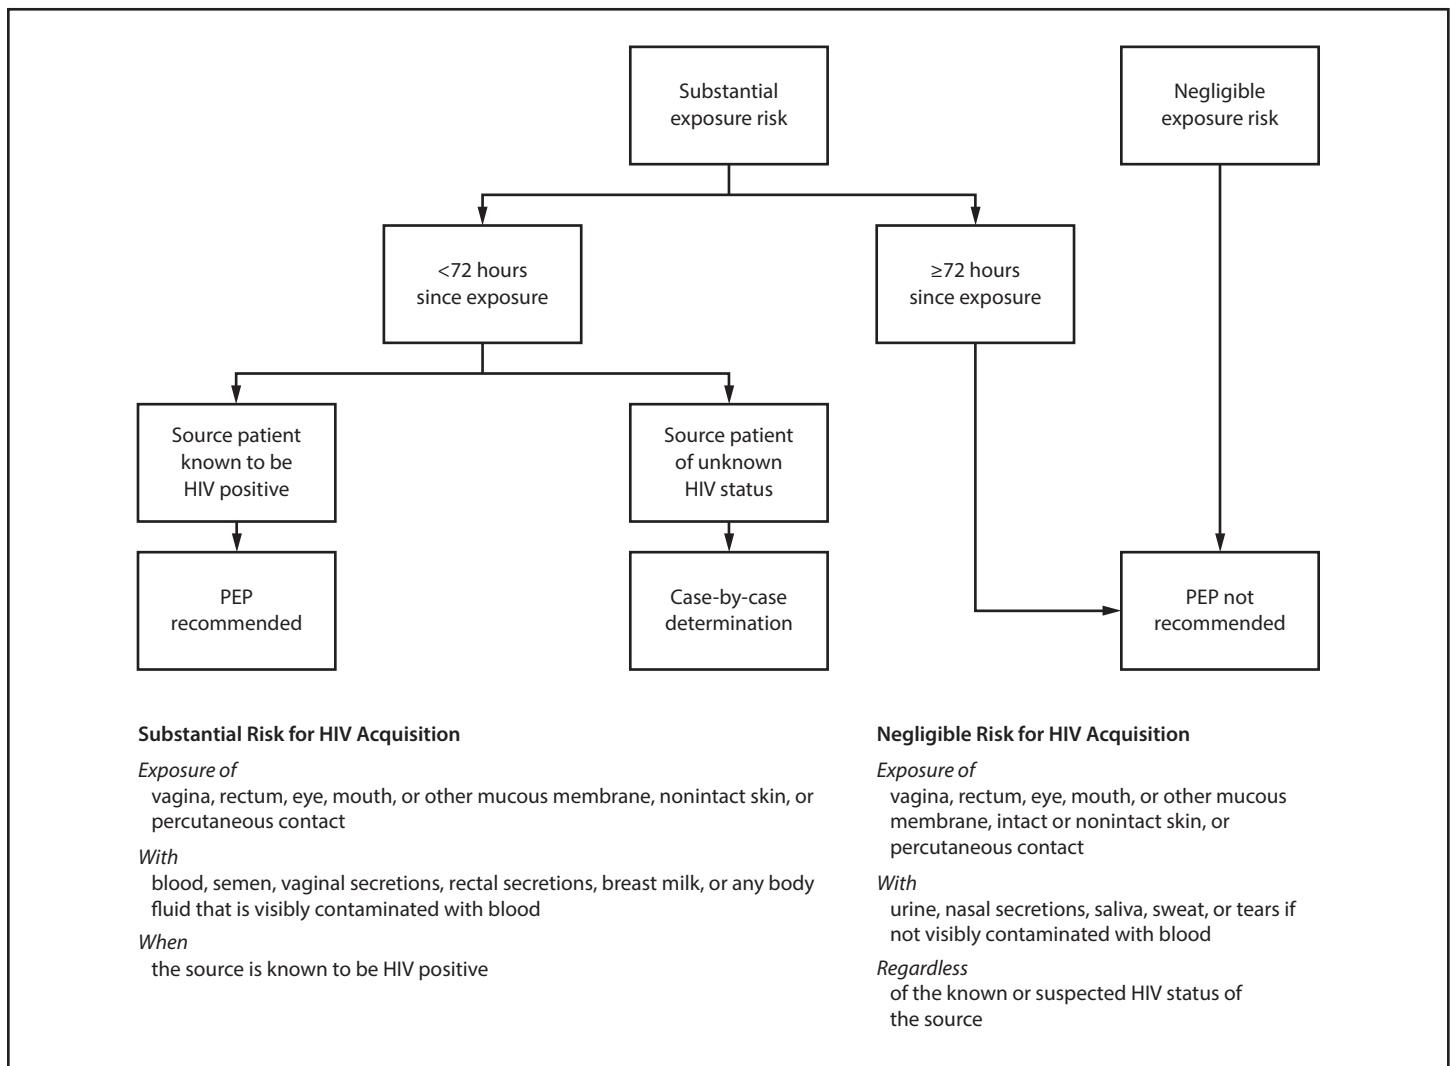 Substantial
exposure risk
Negligible
exposure risk
<72 hours
since exposure
≥72 hours
since exposure
Source patient
known to be
HIV positive
Source patient
of unknown
HIV status
PEP
recommended
Case-by-case
determination
PEP not
recommended
Substantial Risk for HIV Acquisition
Exposure of
vagina, rectum, eye, mouth, or other mucous membrane, nonintact skin, or
percutaneous contact
With
blood, semen, vaginal secretions, rectal secretions, breast milk, or any body
fluid that is visibly contaminated with blood
When
the source is known to be HIV positive
Negligible Risk for HIV Acquisition
Exposure of
vagina, rectum, eye, mouth, or other mucous
membrane, intact or nonintact skin, or
percutaneous contact
With
urine, nasal secretions, saliva, sweat, or tears if
not visibly contaminated with blood
Regardless
of the known or suspected HIV status of
the source